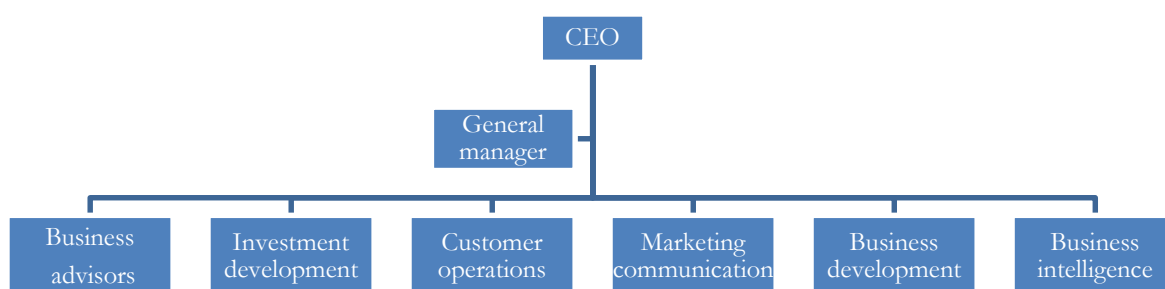 CEO
General
manager
Business
advisors
Investment
development
Customer
operations
Marketing
communication
Business
development
Business
intelligence